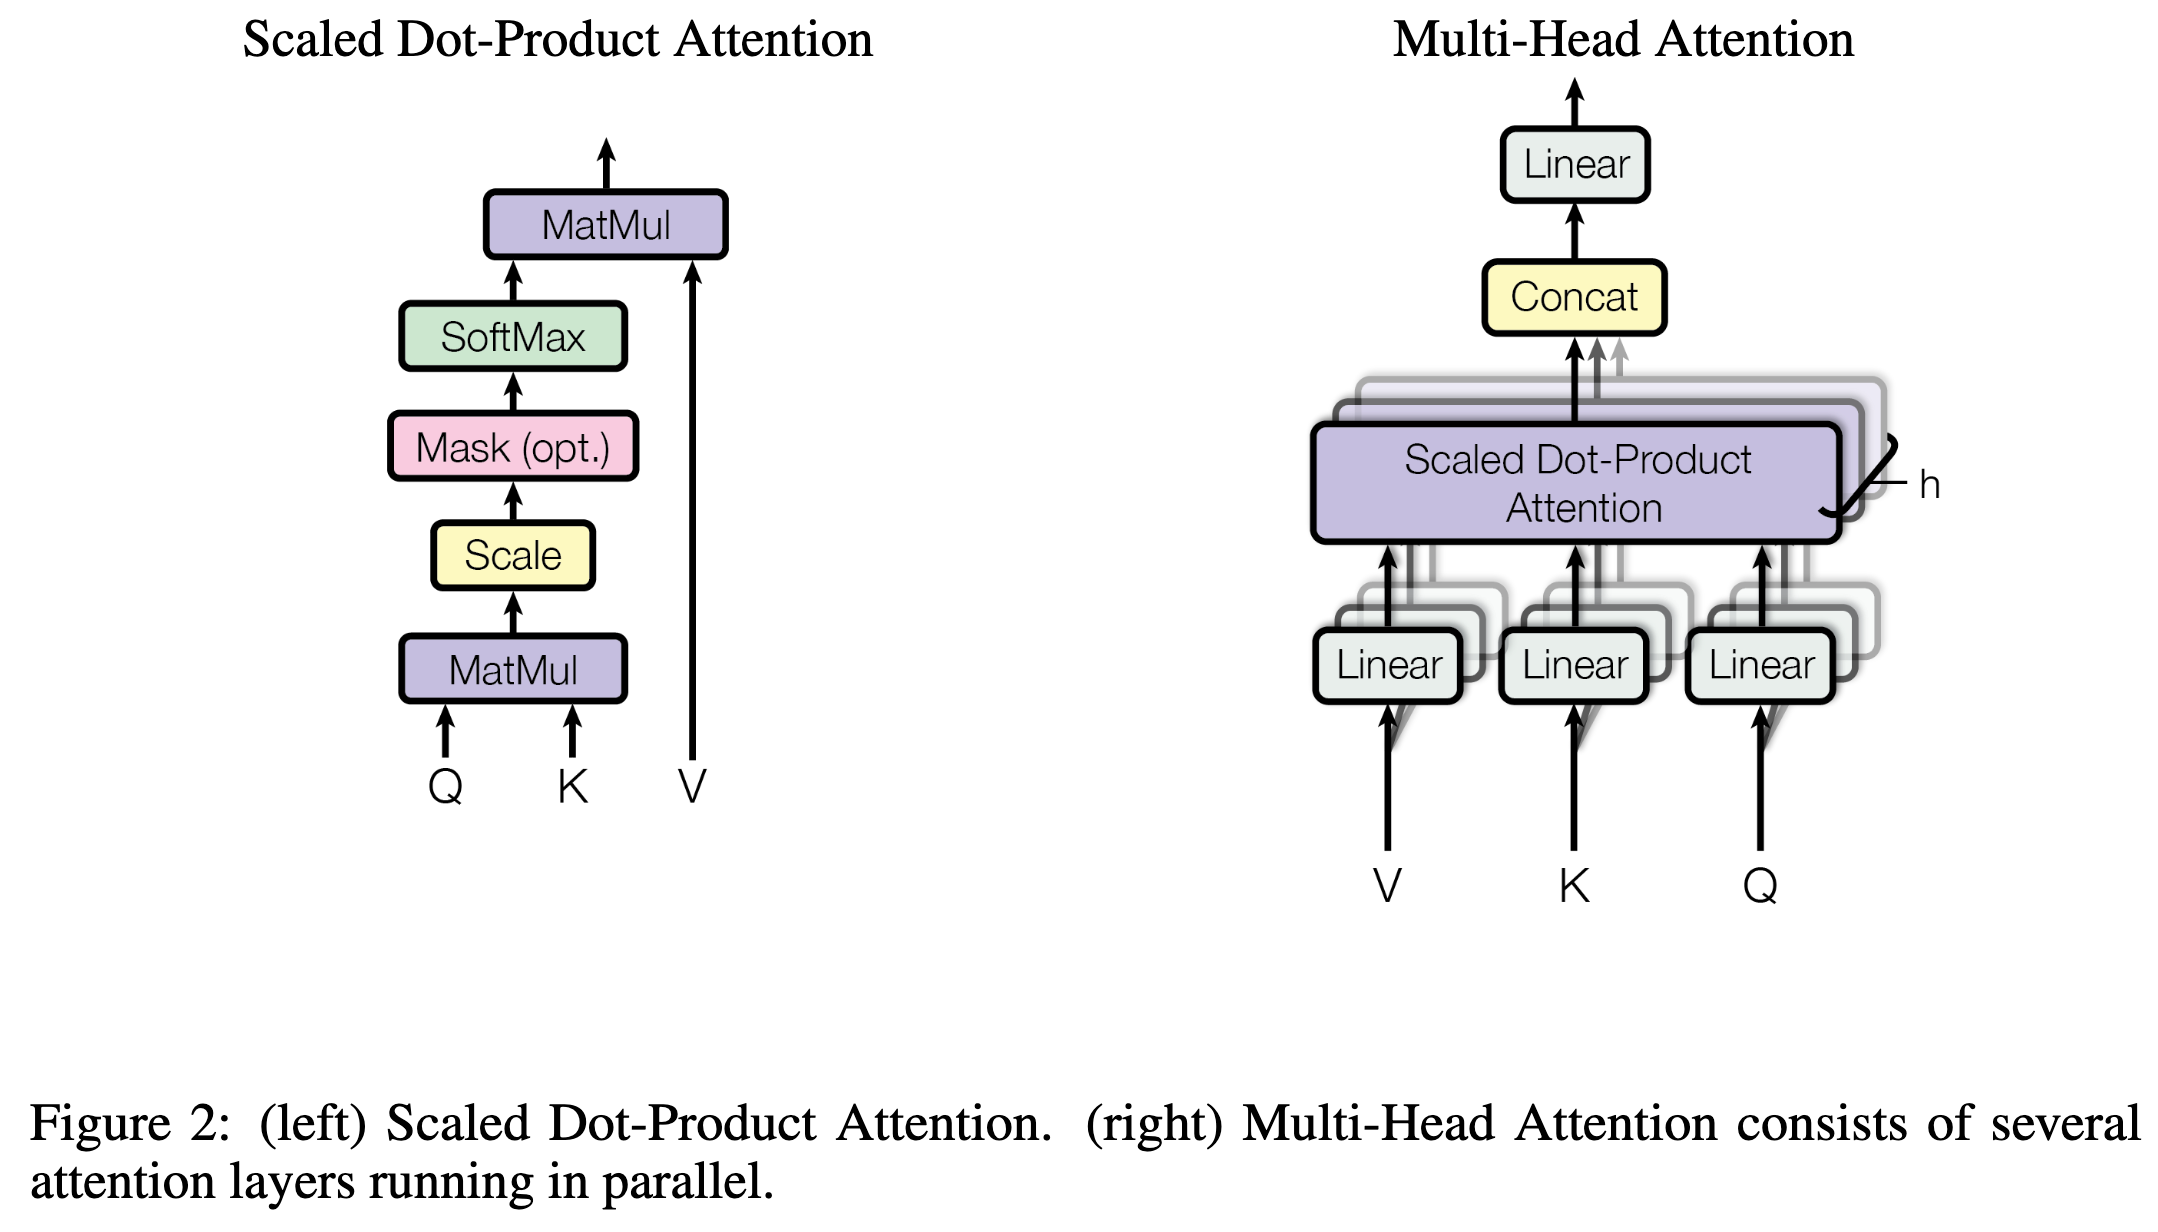 Scaled Dot-Product Attention
MatMul
SoftMax
Mask (opt.)
Scale
MatMul
Q K V
Multi-Head Attention
Linear
Concat
Scaled Dot-Product
Attention
h
Linear Linear Linear
V K Q
Figure 2: (left) Scaled Dot-Product Attention. (right) Multi-Head Attention consists of several
attention layers running in parallel.